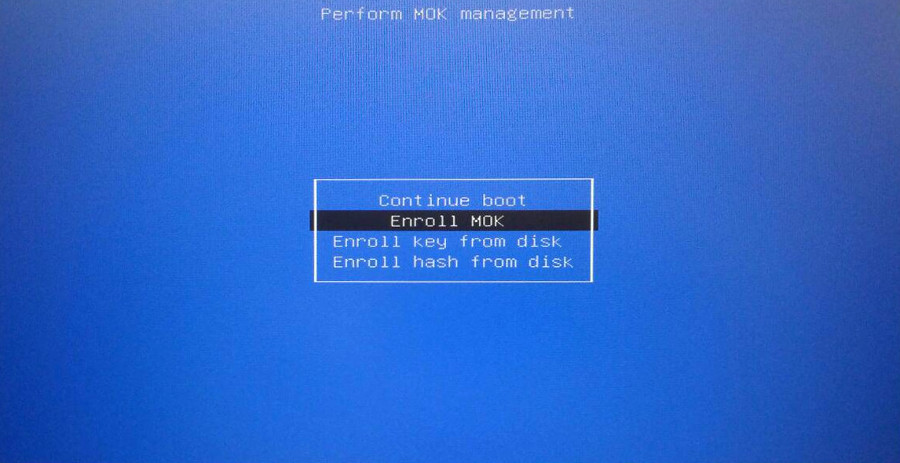 Perform MOK management
Continue boot
Enroll MOK
Enroll key from disk
Enroll hash from disk